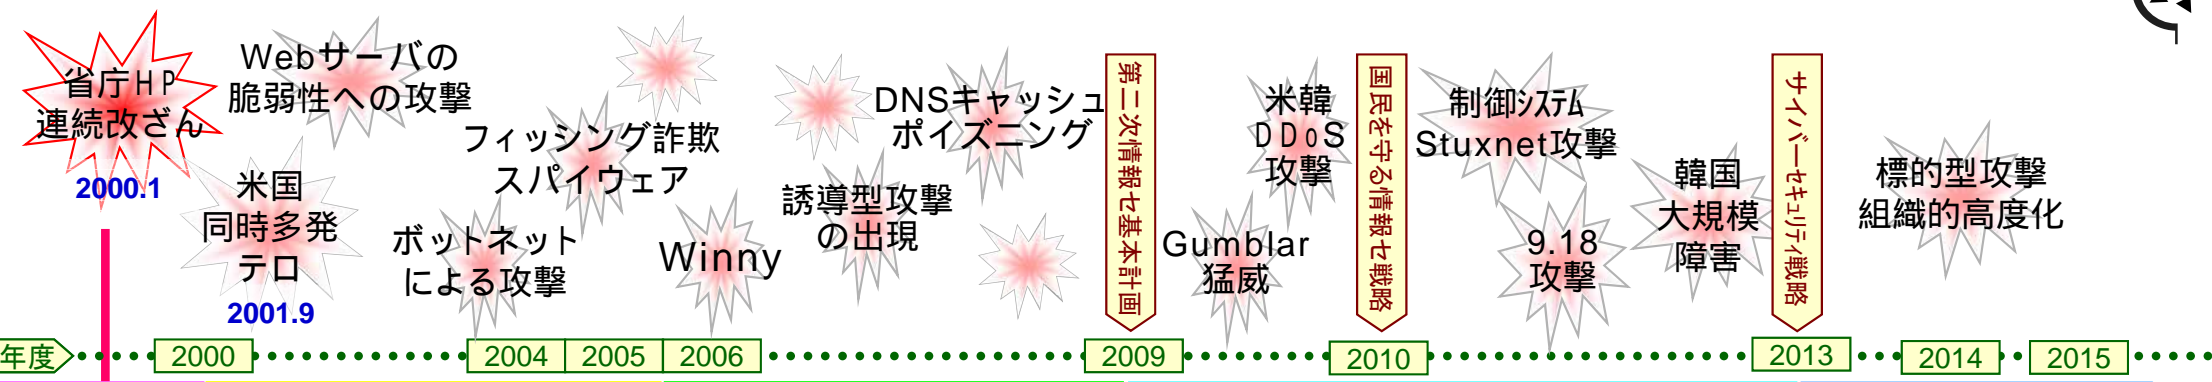 省庁HP
連続改ざん
2000.1
Webサーバの
脆弱性への攻撃
米国
同時多発
テロ
2001.9
フィッシング詐欺
スパイウェア
ボットネット
による攻撃
Winny
誘導型攻撃
の出現
DNSキャッシュ
ポイズニング
第二次情報セ基本計画
米韓
DDoS
攻撃
Gumblar
猛威
国民を守る情報セ戦略
制御システム
Stuxnet攻撃
9.18
攻撃
韓国
大規模
障害
サイバーセキュリティ戦略
標的型攻撃
組織的高度化
年度
2000
2004
2005
2006
2009
2010
2013
2014
2015